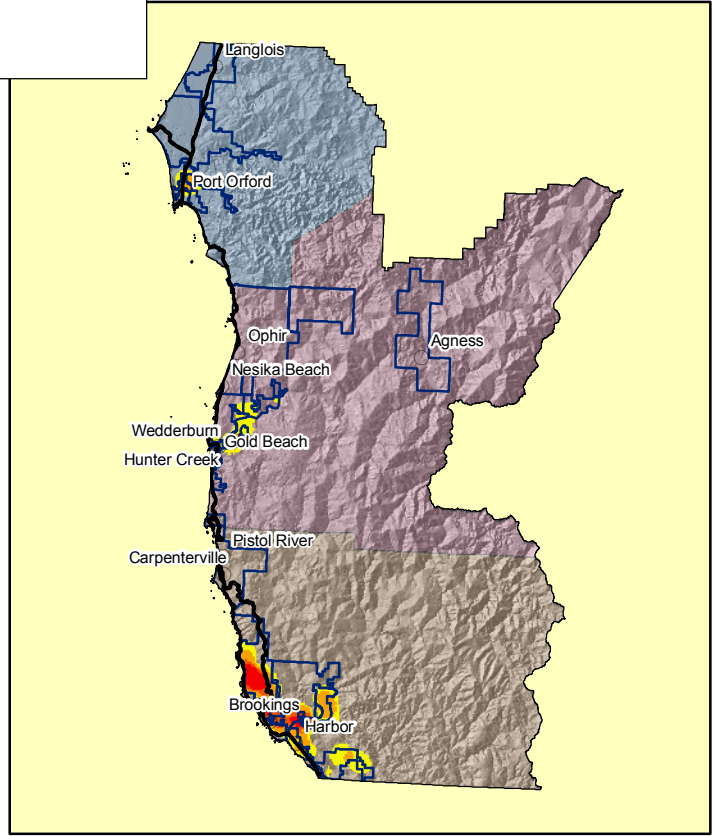 Langlois
Port Orford
Ophir
Agness
Nesika Beach
Wedderburn
Gold Beach
Hunter Creek
Pistol River
Carpenterville
Brookings
Harbor